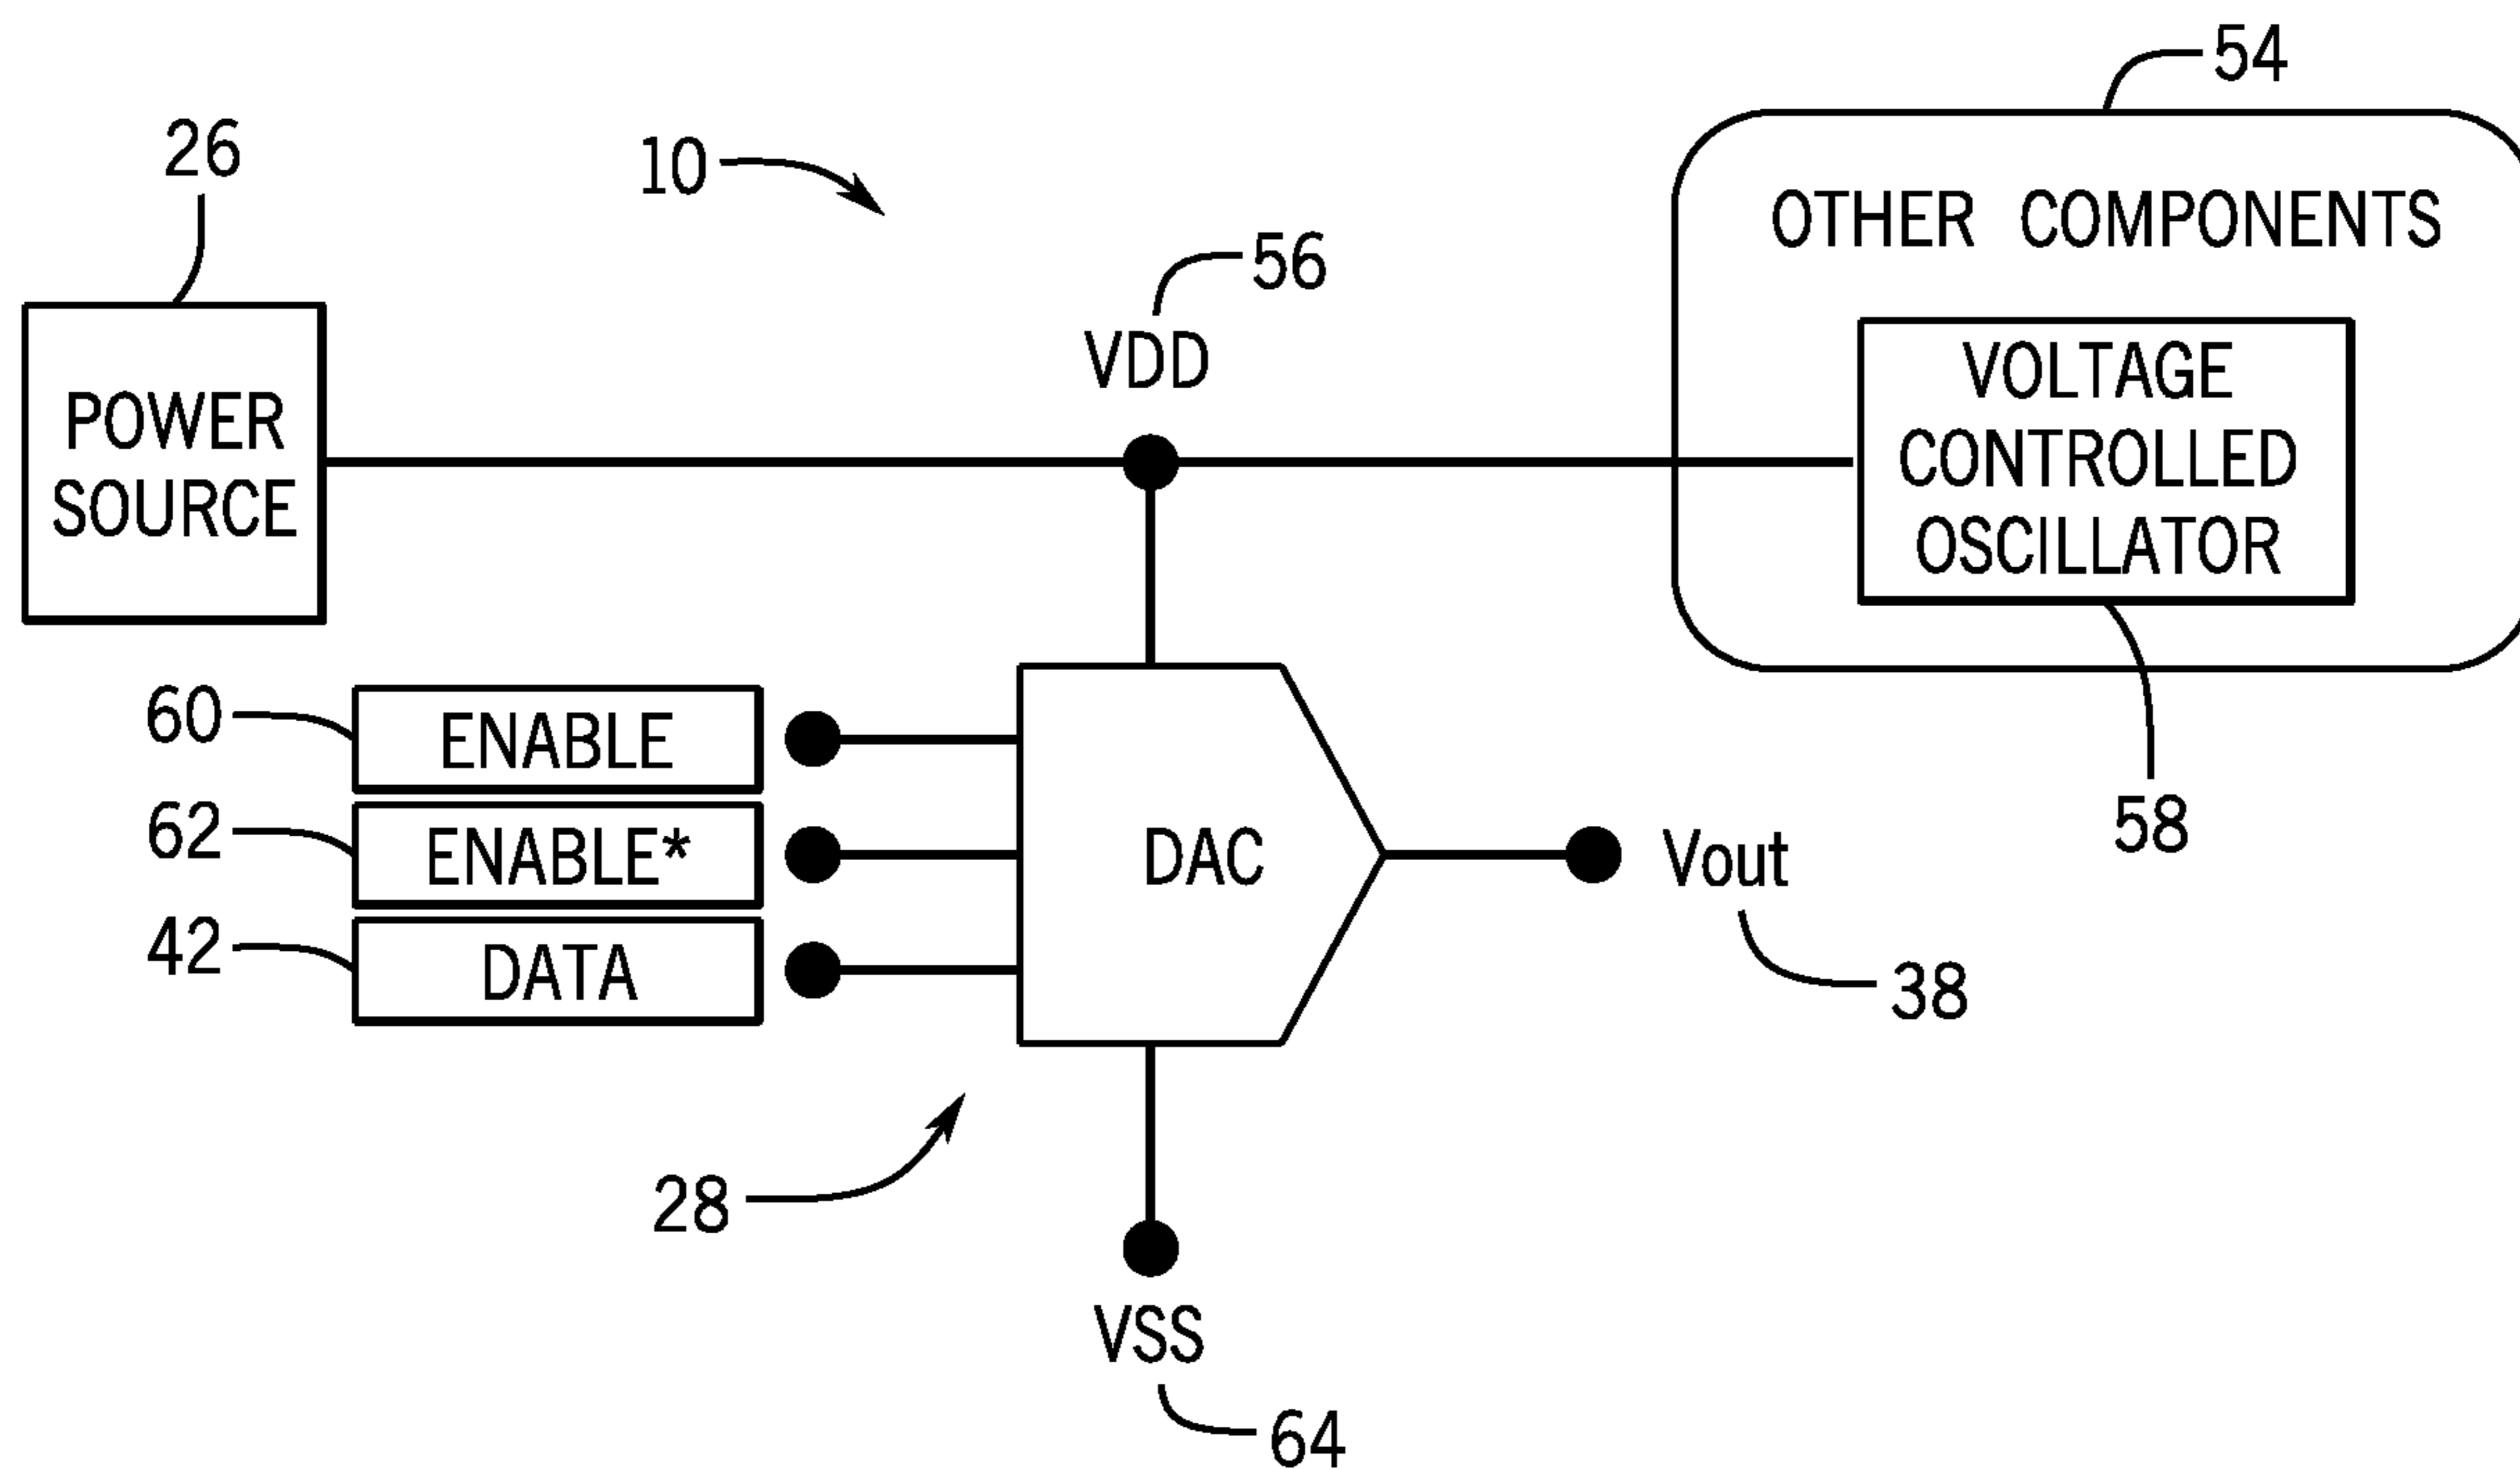 54
26
10
OTHER COMPONENTS
56
VDD
POWER
SOURCE
VOLTAGE
CONTROLLED
OSCILLATOR
60
ENABLE
62
ENABLE*
42
DATA
DAC
Vout
58
38
28
VSS
64